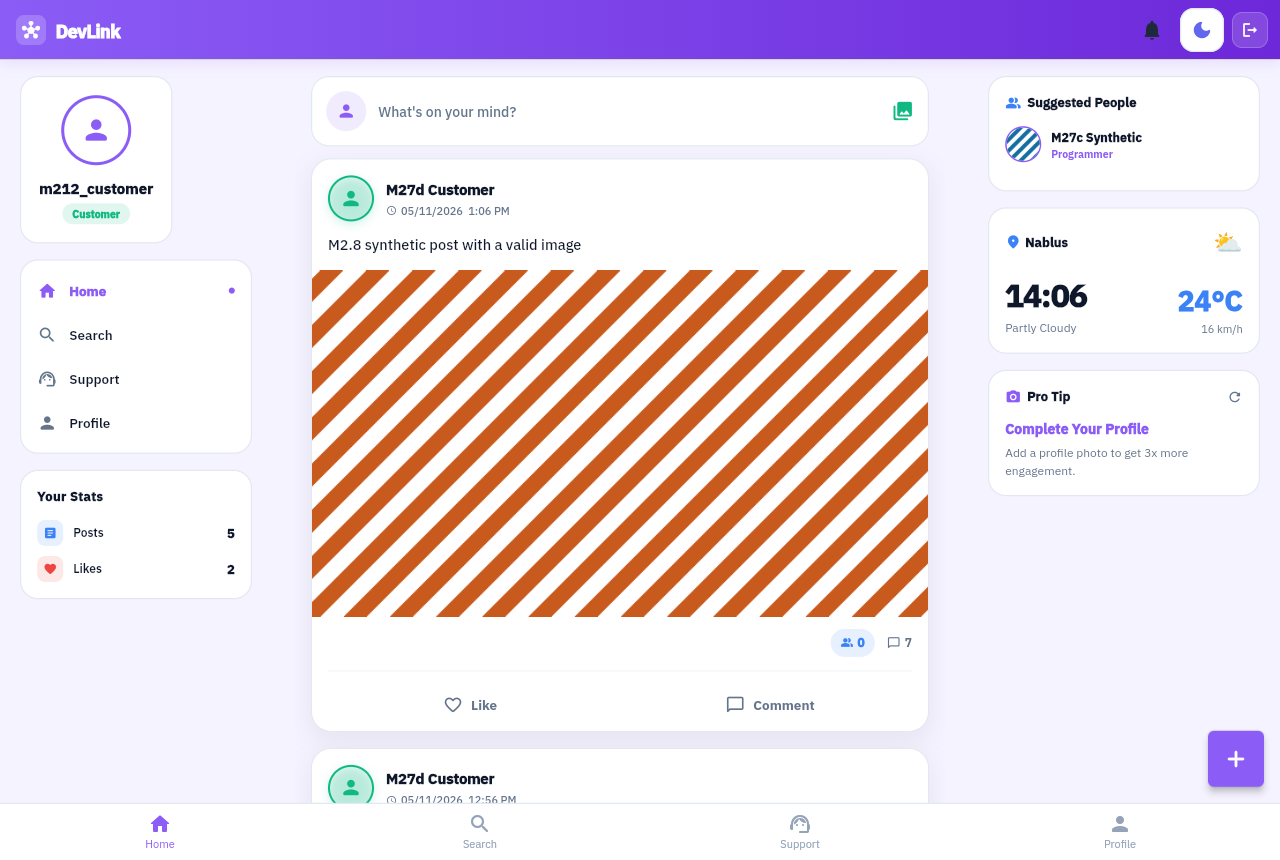 DevLink
m212_customer
Customer
Home
Search
Support
Profile
Your Stats
Posts 5
Likes 2
What's on your mind?
M27d Customer
05/11/2026 1:06 PM
M2.8 synthetic post with a valid image
0 7
Like Comment
M27d Customer
05/11/2026 12:56 PM
Suggested People
M27c Synthetic
Programmer
Nablus
14:06 24°C
Partly Cloudy 16 km/h
Pro Tip
Complete Your Profile
Add a profile photo to get 3x more
engagement.
Home Search Support Profile